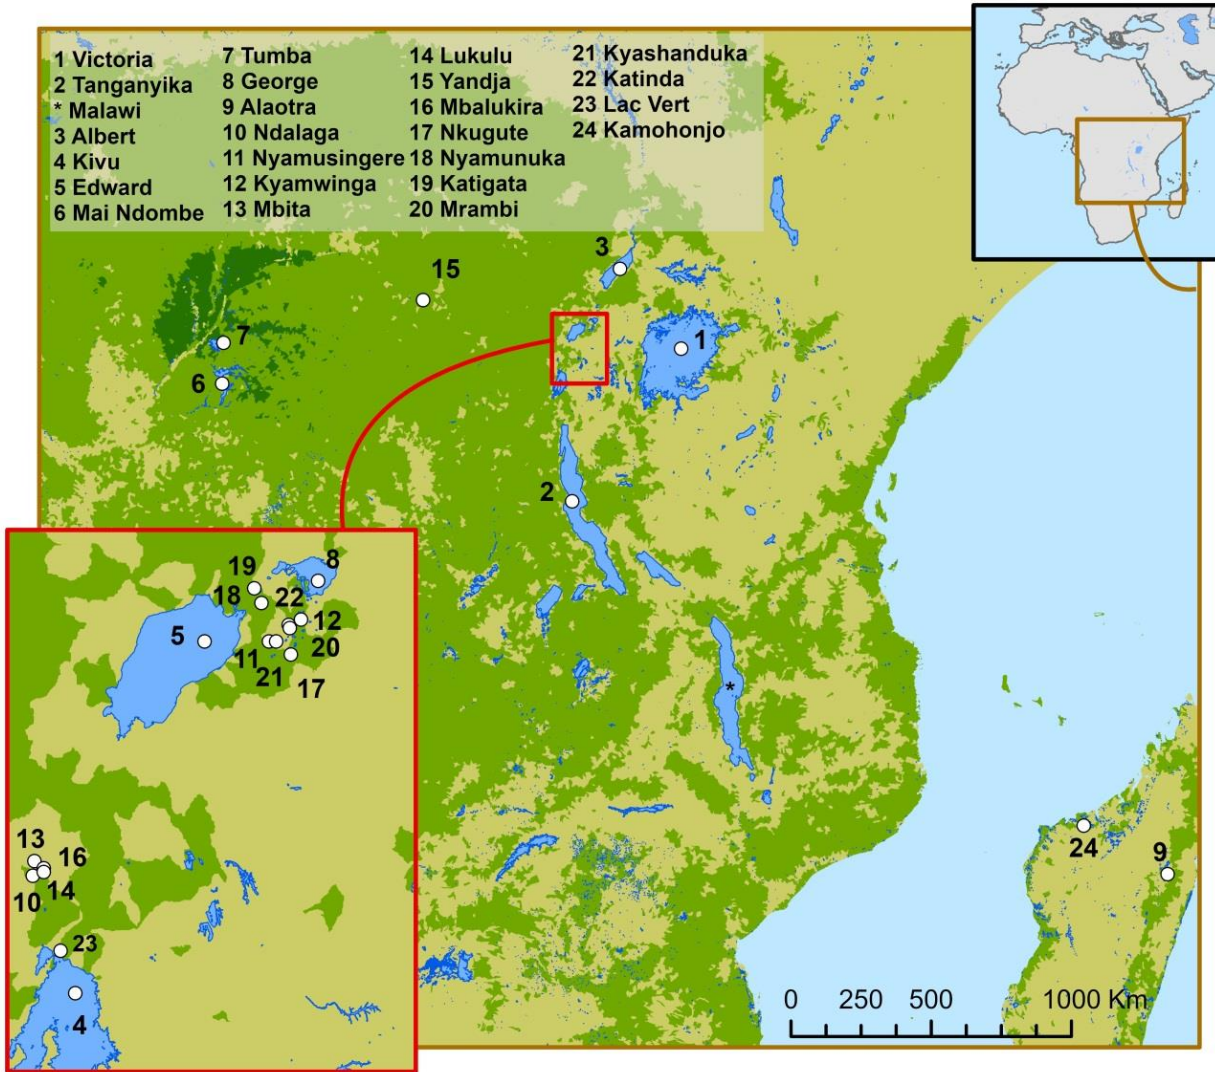 1 Victoria
2 Tanganyika
* Malawi
3 Albert
4 Kivu
5 Edward
6 Mai Ndombe
7 Tumba
8 George
9 Alaotra
10 Ndalaga
11 Nyamusingere
12 Kyamwinga
13 Mbita
14 Lukulu
15 Yandja
16 Mbalukira
17 Nkugute
18 Nyamunuka
19 Katigata
20 Mrambi
21 Kyashanduka
22 Katinda
23 Lac Vert
24 Kamohonjo
3
15
7
1
6
2
*
24
9
19
8
18
22
12
5
11
20
21
17
13
16
10
14
23
4
0 250 500 1000 Km